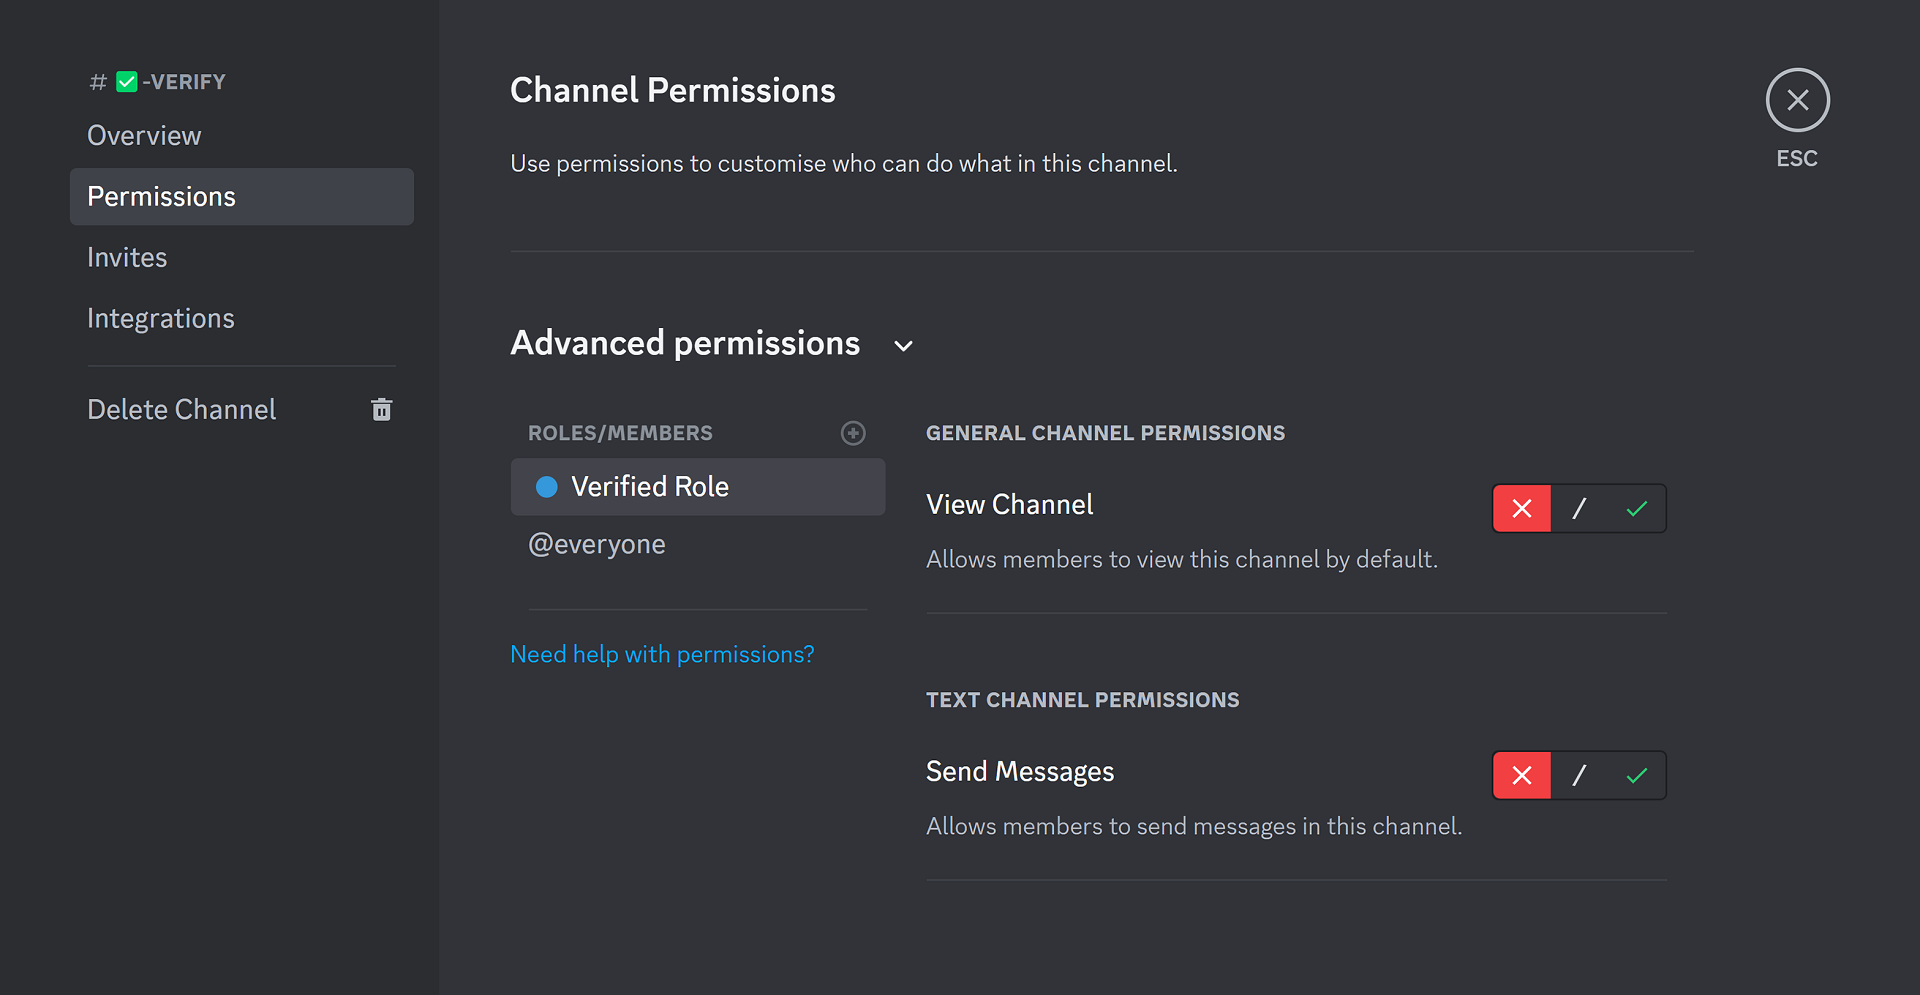 # ✅-VERIFY
Overview
Permissions
Invites
Integrations
Delete Channel
Channel Permissions
Use permissions to customise who can do what in this channel.
ESC
Advanced permissions
ROLES/MEMBERS
Verified Role
@everyone
Need help with permissions?
GENERAL CHANNEL PERMISSIONS
View Channel
/
Allows members to view this channel by default.
TEXT CHANNEL PERMISSIONS
Send Messages
/
Allows members to send messages in this channel.